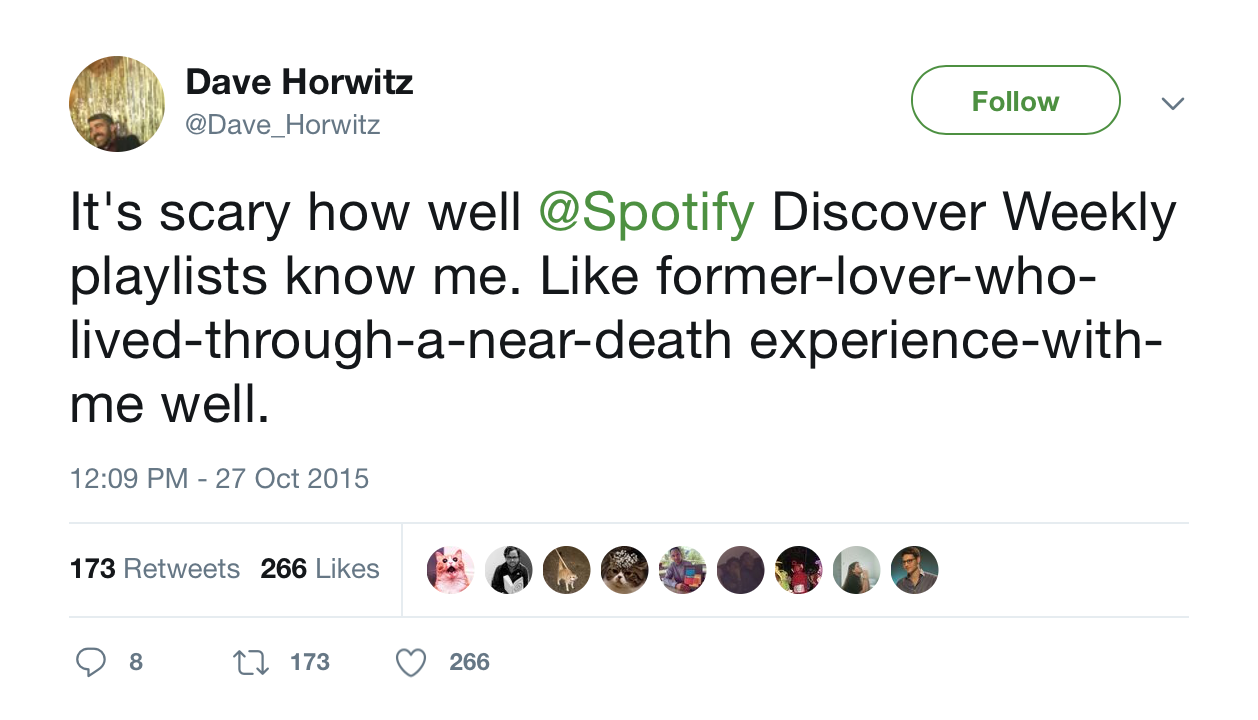 Dave Horwitz
@Dave_Horwitz
Follow
It's scary how well @Spotify Discover Weekly
playlists know me. Like former-lover-who-
lived-through-a-near-death experience-with-
me well.
12:09 PM - 27 Oct 2015
173 Retweets 266 Likes
8 173 266